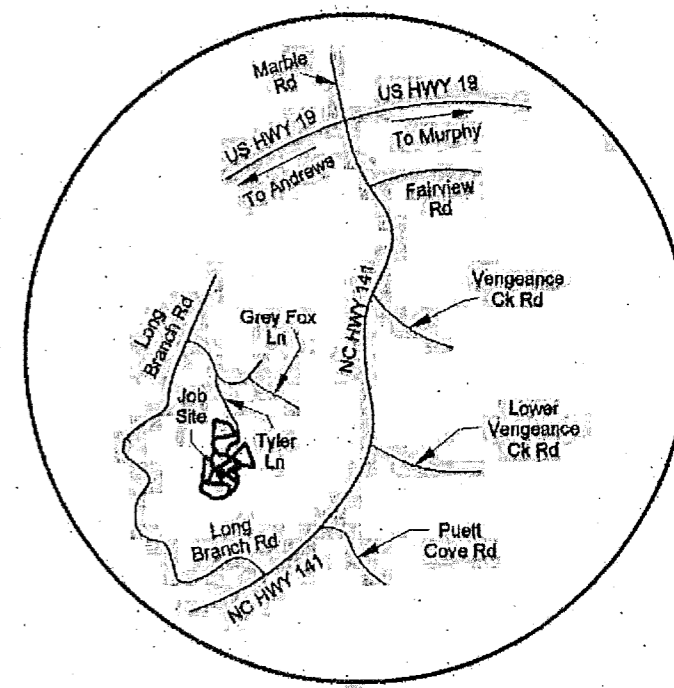 Marble
Rd
US HWY 19
US HWY 19
To Murphy
To Andrews
Fairview
Rd
NC HWY 141
Vengeance
Ck Rd
Long
Branch Rd
Grey Fox
Ln
Job
Site
Tyler
Ln
Lower
Vengeance
Ck Rd
Long
Branch Rd
Puett
Cove Rd
NC HWY 141